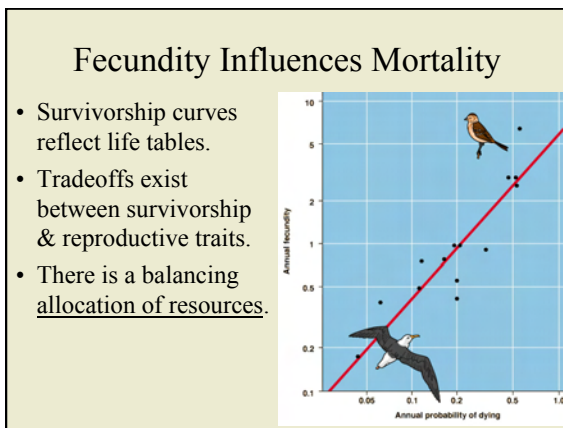 Fecundity Influences Mortality
• Survivorship curves
reflect life tables.
• Tradeoffs exist
between survivorship
& reproductive traits.
• There is a balancing
allocation of resources.
10
5
2
1
0.5
0.2
0.1
Annual fecundity
0.05 0.1 0.2 0.5 1.0
Annual probability of dying